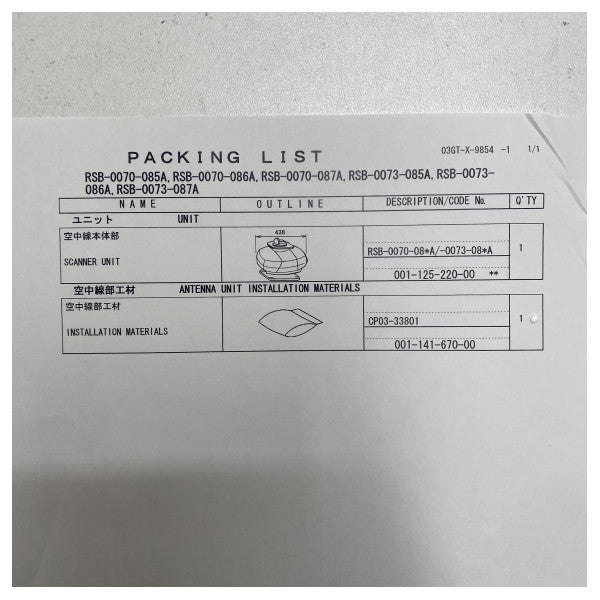 03GT-X-9854 -1 1/1
PACKING LIST
RSB-0070-085A, RSB-0070-086A, RSB-0070-087A, RSB-0073-085A, RSB-0073-
086A, RSB-0073-087A
NAME OUTLINE DESCRIPTION/CODE No. Q'TY
ユニット UNIT
空中線本体部
438
SCANNER UNIT
RSB-0070-08*A/-0073-08*A
1
001-125-220-00 **
空中線部工材 ANTENNA UNIT INSTALLATION MATERIALS
空中線部工材
INSTALLATION MATERIALS
CP03-33801
1
001-141-670-00